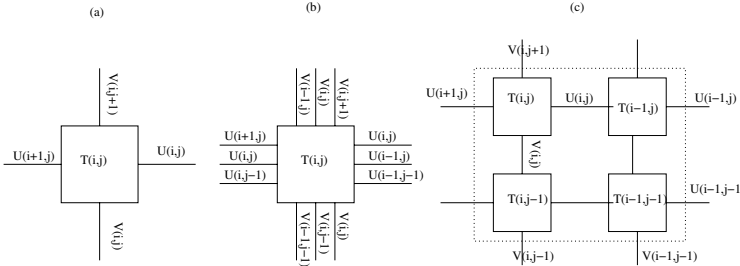 (a)
V(i,j+1)
U(i+1,j)
T(i,j)
U(i,j)
V(i,j)
(b)
V(i−1,j)
V(i,j)
V(i,j+1)
U(i+1,j)
U(i,j)
U(i,j−1)
T(i,j)
U(i,j)
U(i−1,j)
U(i−1,j−1)
V(i−1,j−1)
V(i,j−1)
V(i,j)
(c)
V(i,j+1)
U(i+1,j)
T(i,j)
U(i,j)
T(i−1,j)
U(i−1,j)
V(i,j)
T(i,j−1)
T(i−1,j−1)
U(i−1,j−1
V(i,j−1)
V(i−1,j−1)